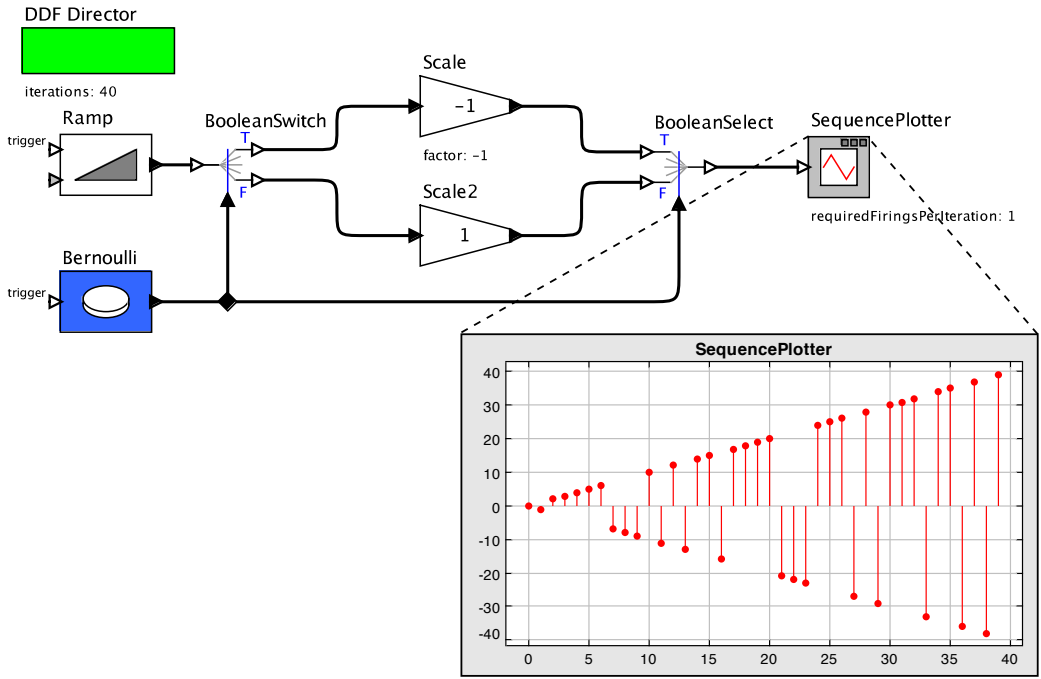 DDF Director
iterations: 40
Ramp
trigger
BooleanSwitch
T
F
Scale
-1
factor: -1
Scale2
1
BooleanSelect
T
F
SequencePlotter
requiredFiringsPerIteration: 1
Bernoulli
trigger
SequencePlotter
40
30
20
10
0
-10
-20
-30
-40
0 5 10 15 20 25 30 35 40